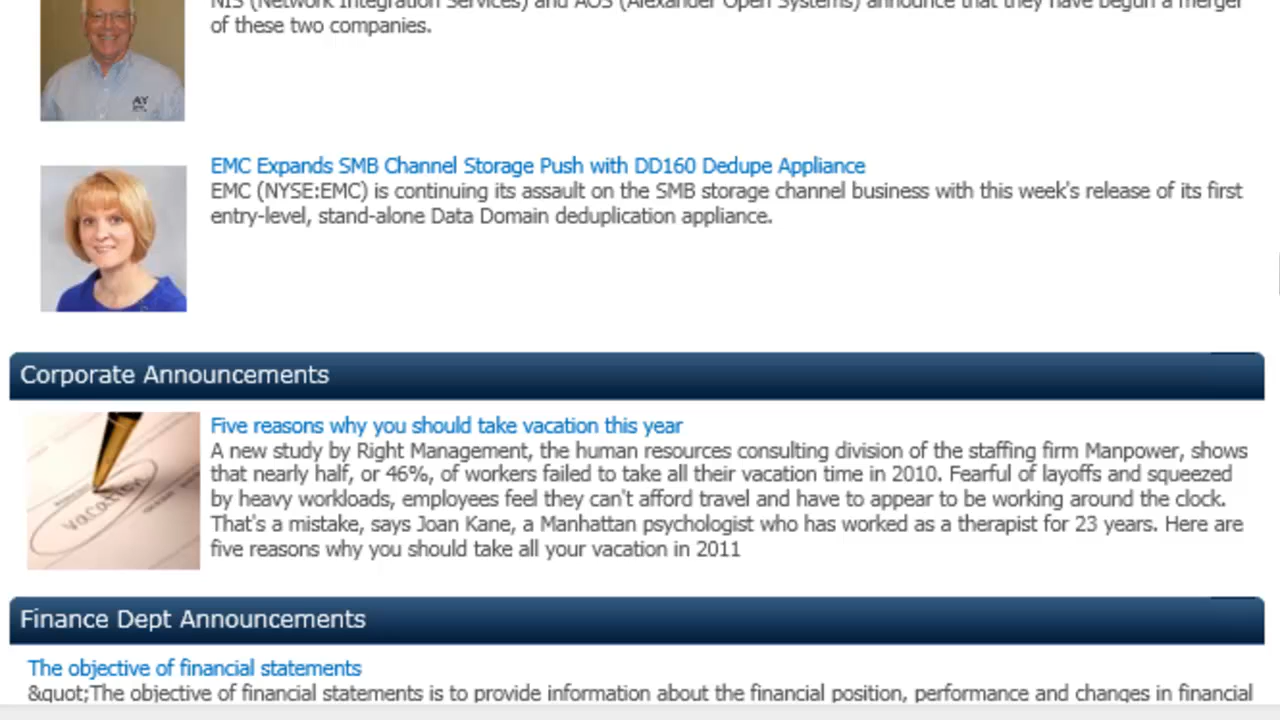 NIS (Network Integration Services) and AOS (Alexander Open Systems) announce that they have begun a merger
of these two companies.
EMC Expands SMB Channel Storage Push with DD160 Dedupe Appliance
EMC (NYSE:EMC) is continuing its assault on the SMB storage channel business with this week's release of its first
entry-level, stand-alone Data Domain deduplication appliance.
Corporate Announcements
Five reasons why you should take vacation this year
A new study by Right Management, the human resources consulting division of the staffing firm Manpower, shows
that nearly half, or 46%, of workers failed to take all their vacation time in 2010. Fearful of layoffs and squeezed
by heavy workloads, employees feel they can't afford travel and have to appear to be working around the clock.
That's a mistake, says Joan Kane, a Manhattan psychologist who has worked as a therapist for 23 years. Here are
five reasons why you should take all your vacation in 2011
vacation
Finance Dept Announcements
The objective of financial statements
&quot;The objective of financial statements is to provide information about the financial position, performance and changes in financial